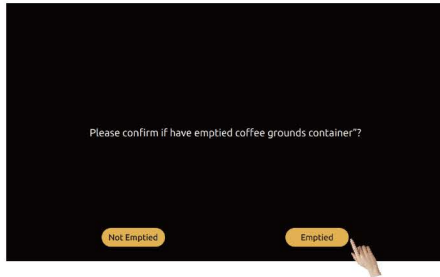 Please confirm if have emptied coffee grounds container"?
Not Emptied
Emptied